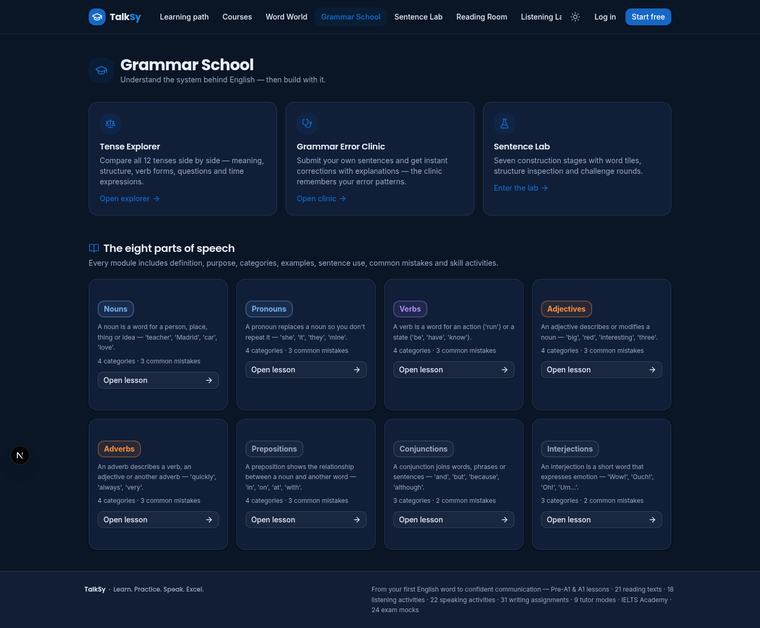 TalkSy Learning path Courses Word World Grammar School Sentence Lab Reading Room Listening La Log in Start free
Grammar School
Understand the system behind English — then build with it.
Tense Explorer
Compare all 12 tenses side by side — meaning,
structure, verb forms, questions and time
expressions.
Open explorer →
Grammar Error Clinic
Submit your own sentences and get instant
corrections with explanations — the clinic
remembers your error patterns.
Open clinic →
Sentence Lab
Seven construction stages with word tiles,
structure inspection and challenge rounds.
Enter the lab →
The eight parts of speech
Every module includes definition, purpose, categories, examples, sentence use, common mistakes and skill activities.
Nouns
A noun is a word for a person, place,
thing or idea — 'teacher', 'Madrid', 'car',
'love'.
4 categories · 3 common mistakes
Open lesson →
Pronouns
A pronoun replaces a noun so you don't
repeat it — 'she', 'it', 'they', 'mine'.
4 categories · 3 common mistakes
Open lesson →
Verbs
A verb is a word for an action ('run') or a
state ('be', 'have', 'know').
4 categories · 3 common mistakes
Open lesson →
Adjectives
An adjective describes or modifies a
noun — 'big', 'red', 'interesting', 'three'.
4 categories · 3 common mistakes
Open lesson →
Adverbs
An adverb describes a verb, an
adjective or another adverb — 'quickly',
'always', 'very'.
4 categories · 3 common mistakes
Open lesson →
Prepositions
A preposition shows the relationship
between a noun and another word —
'in', 'on', 'at', 'with'.
4 categories · 3 common mistakes
Open lesson →
Conjunctions
A conjunction joins words, phrases or
sentences — 'and', 'but', 'because',
'although'.
3 categories · 2 common mistakes
Open lesson →
Interjections
An interjection is a short word that
expresses emotion — 'Wow!', 'Ouch!',
'Oh!', 'Um...'.
3 categories · 2 common mistakes
Open lesson →
N
TalkSy · Learn. Practice. Speak. Excel.
From your first English word to confident communication — Pre-A1 & A1 lessons · 21 reading texts · 18
listening activities · 22 speaking activities · 31 writing assignments · 9 tutor modes · IELTS Academy ·
24 exam mocks